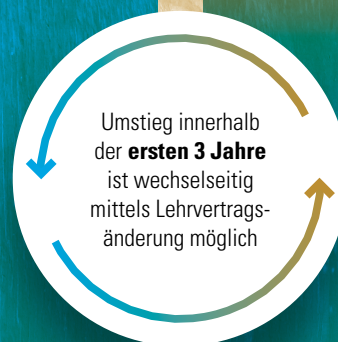 Umstieg innerhalb
der ersten 3 Jahre
ist wechselseitig
mittels Lehrvertrags-
änderung möglich